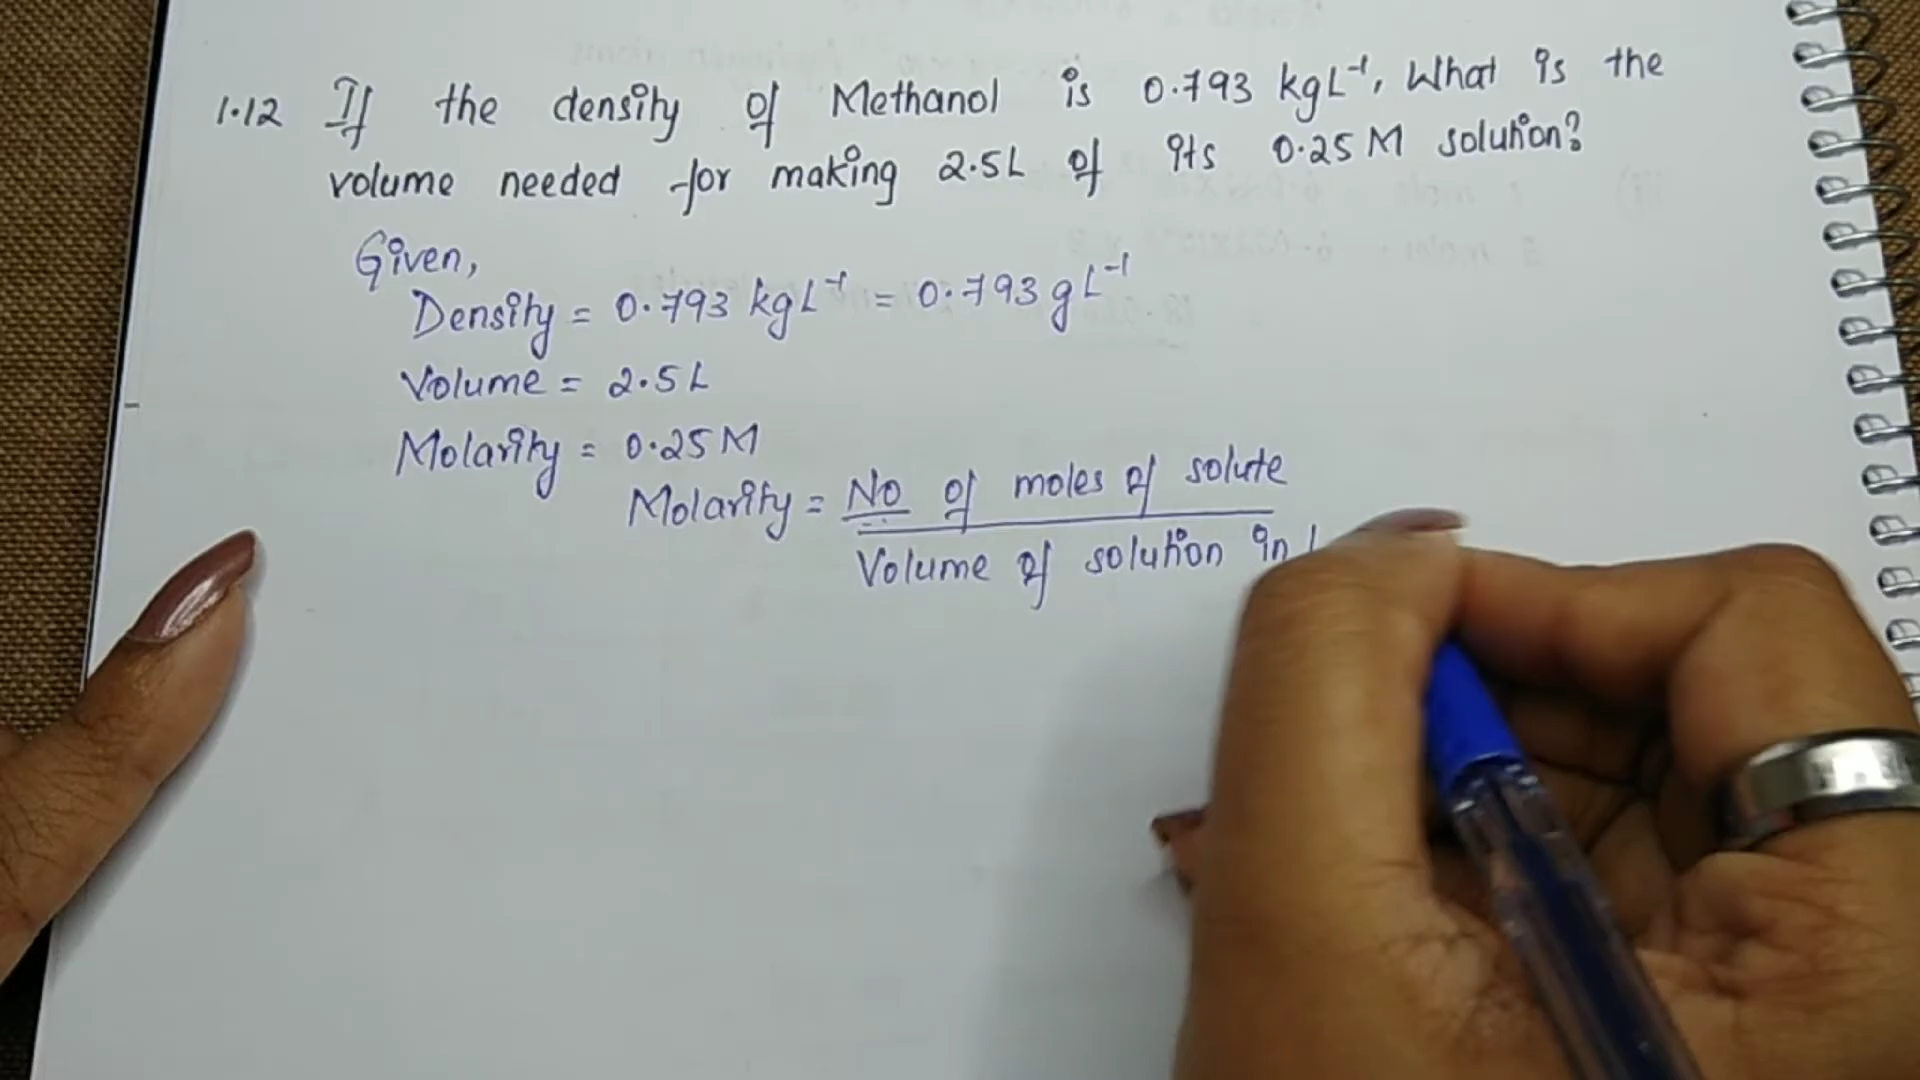 1.12 If the density of Methanol is 0.793 kgL⁻¹, What is the
volume needed for making 2.5L of its 0.25M solution?
Given,
Density = 0.793 kgL⁻¹ = 0.793 gL⁻¹
Volume = 2.5L
Molarity = 0.25M
Molarity = No of moles of solute
Volume of solution in L